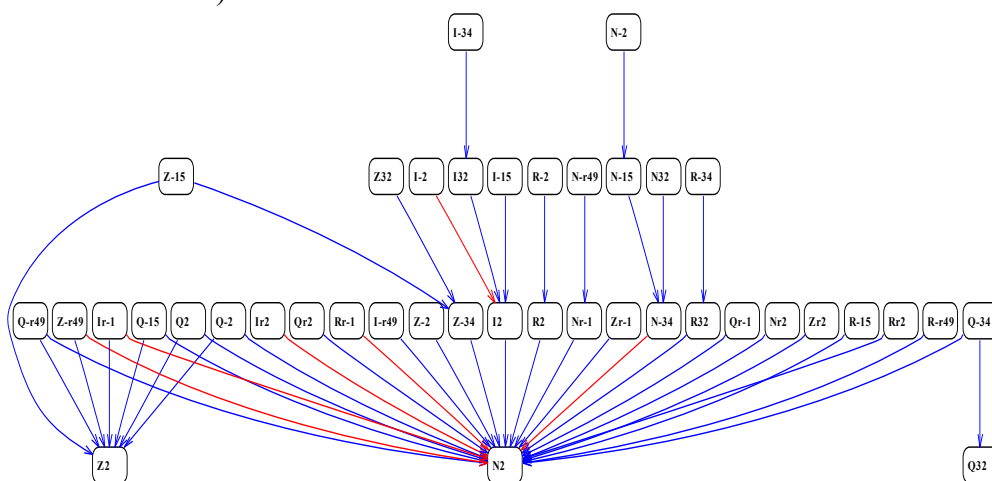 )
I-34 N-2
Z-15 Z32 I-2 I32 I-15 R-2 N-r49 N-15 N32 R-34
Q-r49 Z-r49 Ir-1 Q-15 Q2 Q-2 Ir2 Qr2 Rr-1 I-r49 Z-2 Z-34 I2 R2 Nr-1 Zr-1 N-34 R32 Qr-1 Nr2 Zr2 R-15 Rr2 R-r49 Q-34
Z2 N2 Q32